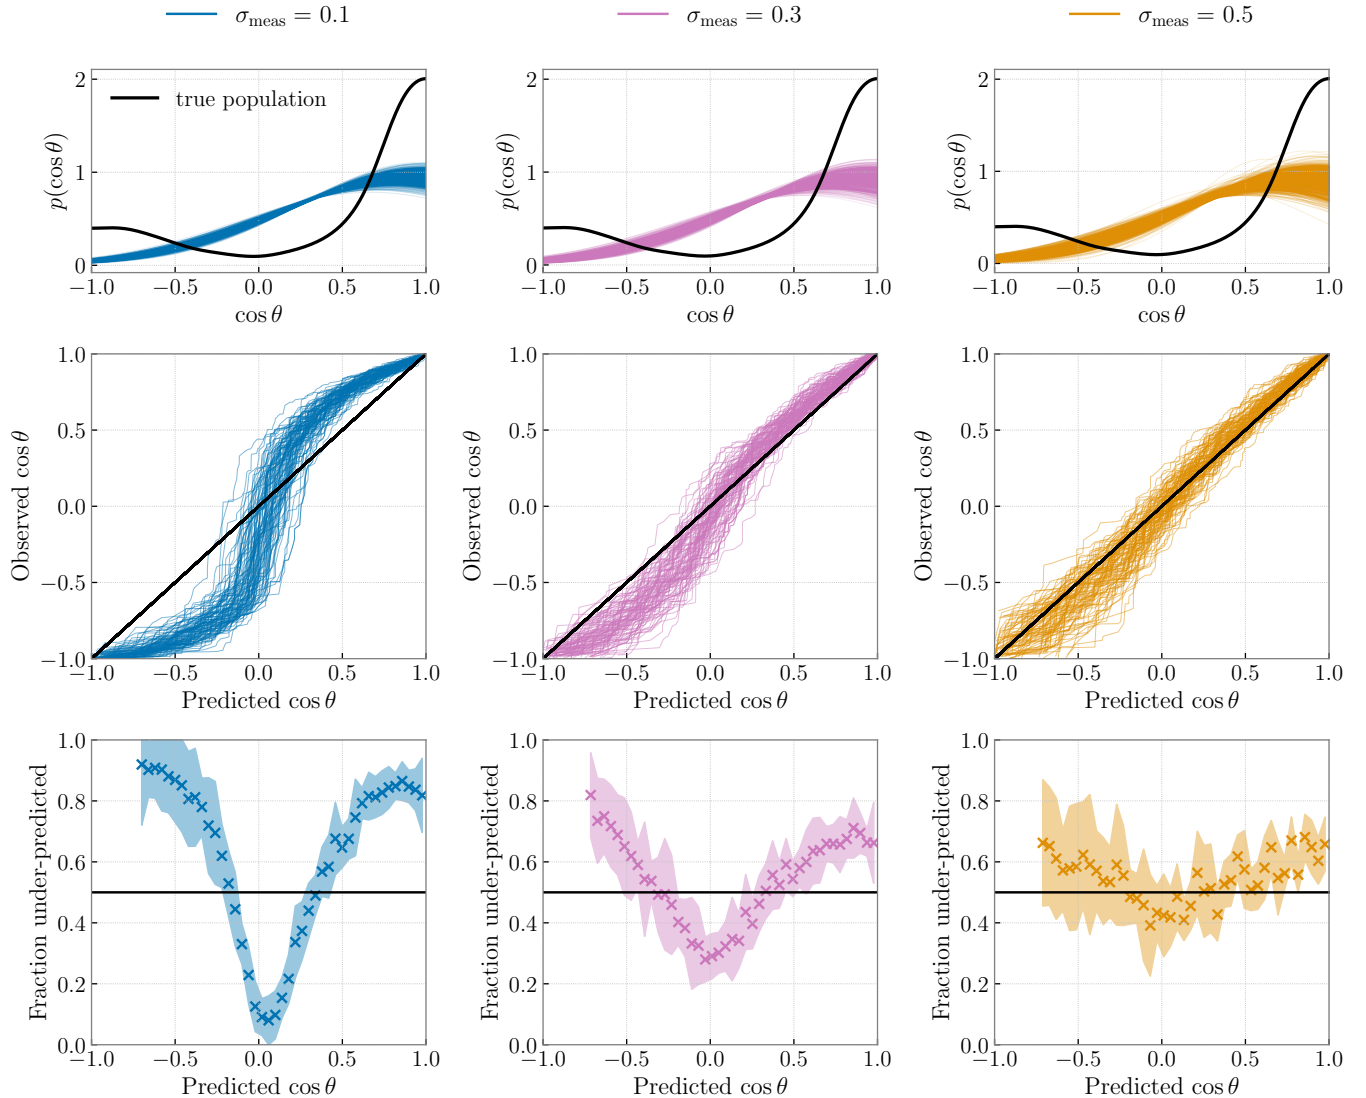 σ_meas = 0.1
σ_meas = 0.3
σ_meas = 0.5
p(cos θ)
2
1
0
true population
−1.0 −0.5 0.0 0.5 1.0
cos θ
p(cos θ)
2
1
0
−1.0 −0.5 0.0 0.5 1.0
cos θ
p(cos θ)
2
1
0
−1.0 −0.5 0.0 0.5 1.0
cos θ
Observed cos θ
1.0
0.5
0.0
−0.5
−1.0
−1.0 −0.5 0.0 0.5 1.0
Predicted cos θ
Observed cos θ
1.0
0.5
0.0
−0.5
−1.0
−1.0 −0.5 0.0 0.5 1.0
Predicted cos θ
Observed cos θ
1.0
0.5
0.0
−0.5
−1.0
−1.0 −0.5 0.0 0.5 1.0
Predicted cos θ
Fraction under-predicted
1.0
0.8
0.6
0.4
0.2
0.0
−1.0 −0.5 0.0 0.5 1.0
Predicted cos θ
Fraction under-predicted
1.0
0.8
0.6
0.4
0.2
0.0
−1.0 −0.5 0.0 0.5 1.0
Predicted cos θ
Fraction under-predicted
1.0
0.8
0.6
0.4
0.2
0.0
−1.0 −0.5 0.0 0.5 1.0
Predicted cos θ